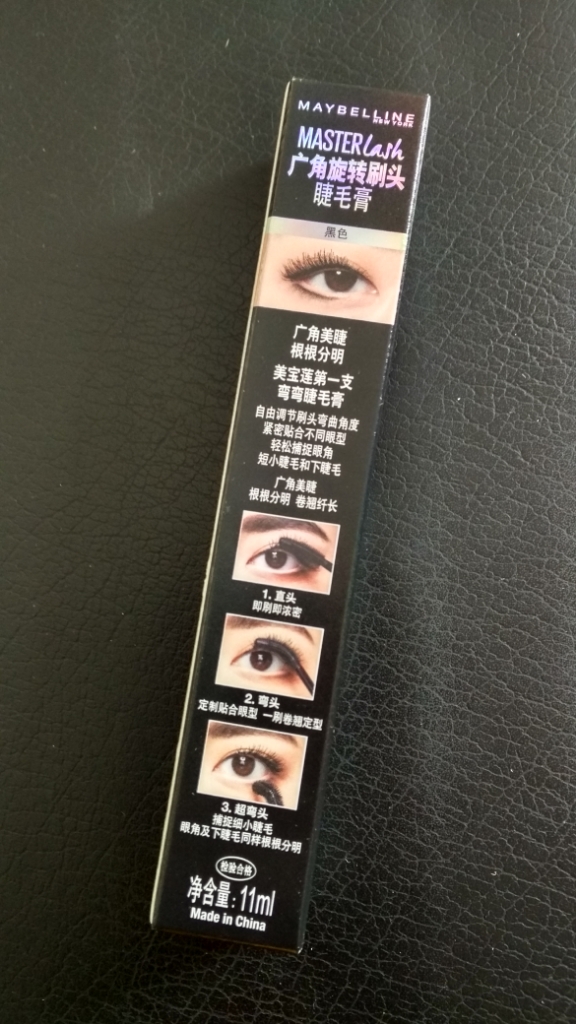 MAYBELLINE
NEW YORK
MASTER Lash
广角旋转刷头
睫毛膏
黑色
广角美睫
根根分明
美宝莲第一支
弯弯睫毛膏
自由调节刷头弯曲角度
紧密贴合不同眼型
轻松捕捉眼角
短小睫毛和下睫毛
广角美睫
根根分明 卷翘纤长
1. 直头
即刷即浓密
2. 弯头
定制贴合眼型 一刷卷翘定型
3. 超弯头
捕捉细小睫毛
眼角及下睫毛同样根根分明
检验合格
净含量: 11ml
Made in China